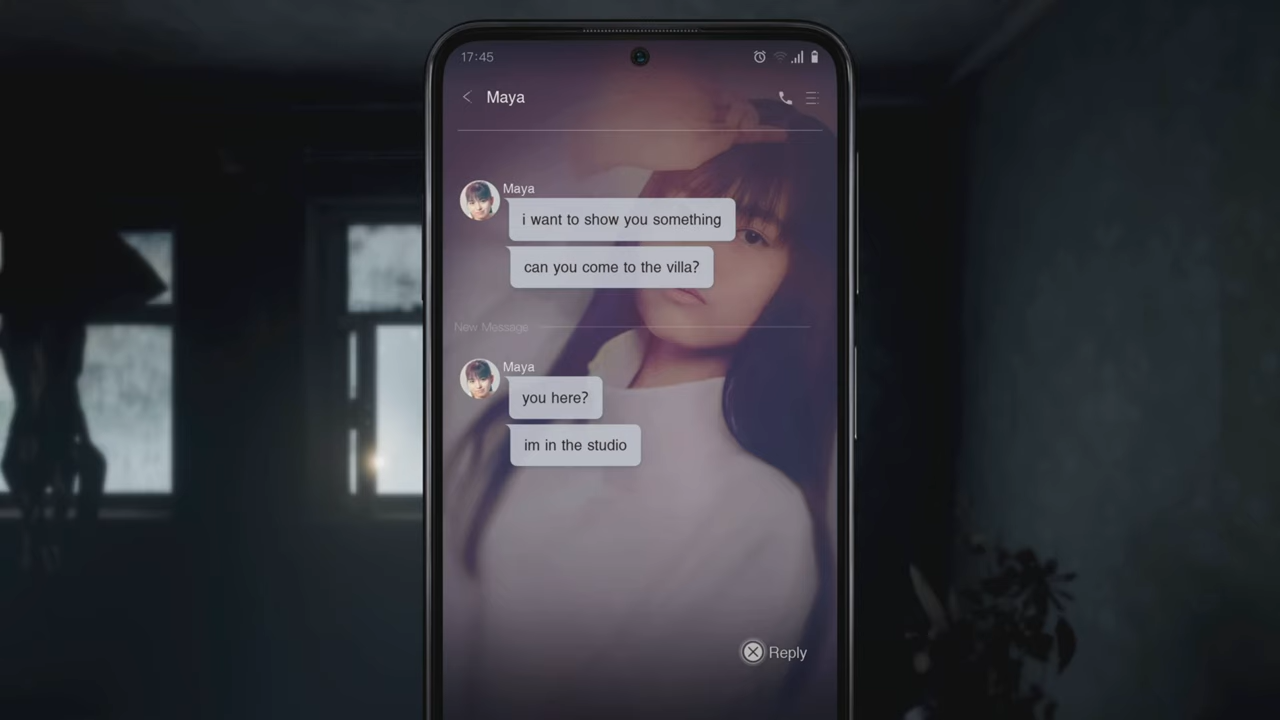 17:45
Maya
Maya
i want to show you something
can you come to the villa?
New Message
Maya
you here?
im in the studio
Reply